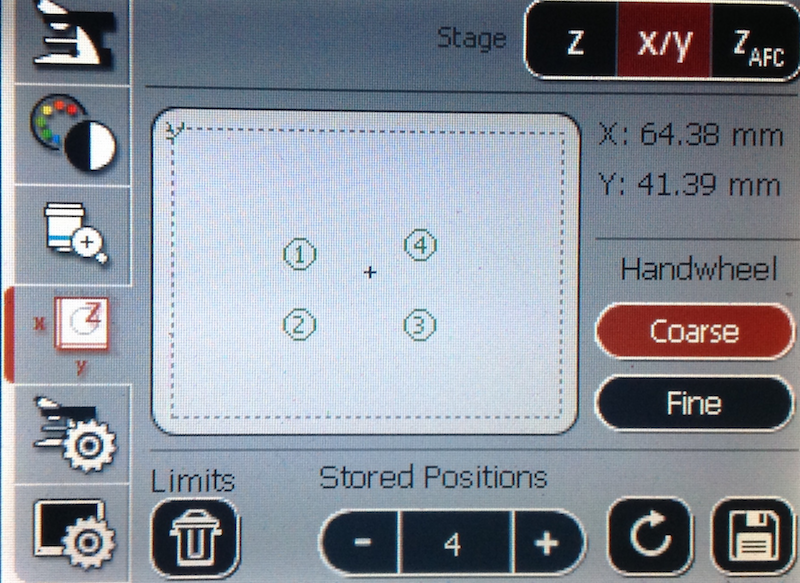 Stage Z X/Y Z AFC
X: 64.38 mm
Y: 41.39 mm
1 4
2 3
Handwheel
Coarse
Fine
x Z
y
Limits Stored Positions
- 4 +